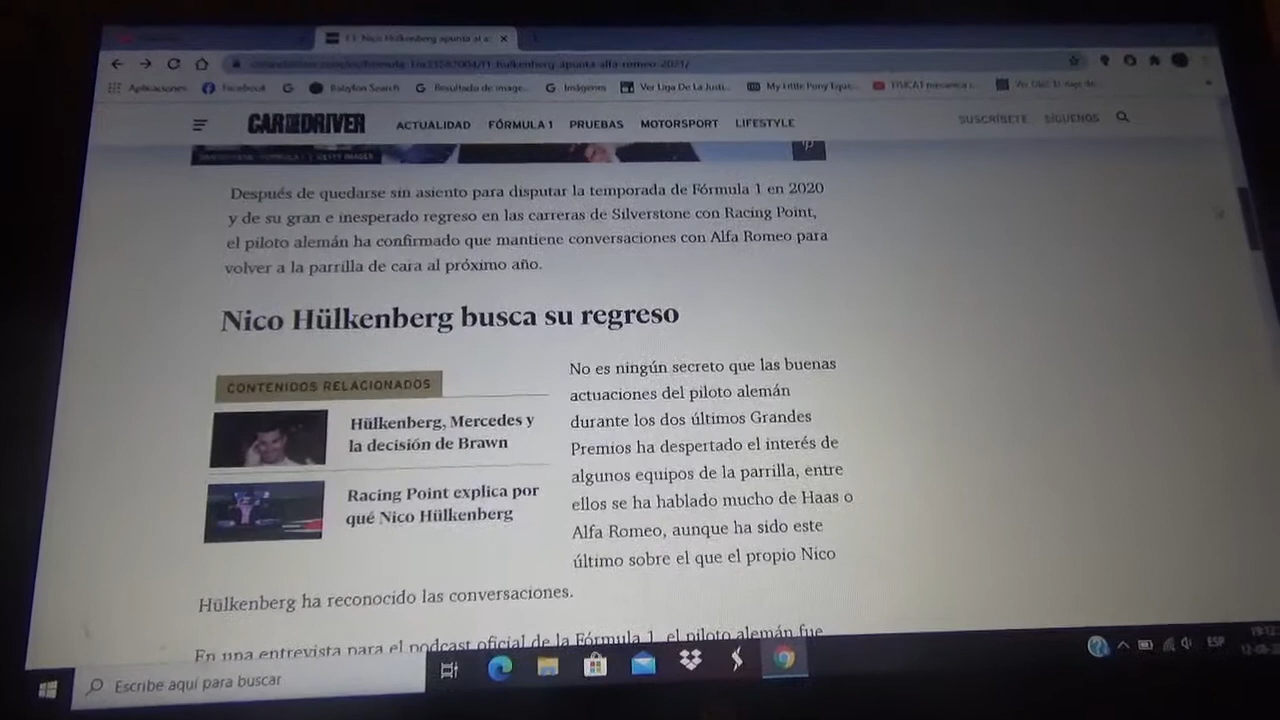 F1 Nico Hülkenberg apunta al a
hulkenberg-apunta-alfa-romeo-2021/
Aplicaciones Facebook Babylon Search Resultado de image... Imágenes Ver Liga De La Justi... My Little Pony Eque...
CAR AND DRIVER ACTUALIDAD FÓRMULA 1 PRUEBAS MOTORSPORT LIFESTYLE SUSCRÍBETE SÍGUENOS
Después de quedarse sin asiento para disputar la temporada de Fórmula 1 en 2020
y de su gran e inesperado regreso en las carreras de Silverstone con Racing Point,
el piloto alemán ha confirmado que mantiene conversaciones con Alfa Romeo para
volver a la parrilla de cara al próximo año.
Nico Hülkenberg busca su regreso
CONTENIDOS RELACIONADOS
Hülkenberg, Mercedes y
la decisión de Brawn
Racing Point explica por
qué Nico Hülkenberg
No es ningún secreto que las buenas
actuaciones del piloto alemán
durante los dos últimos Grandes
Premios ha despertado el interés de
algunos equipos de la parrilla, entre
ellos se ha hablado mucho de Haas o
Alfa Romeo, aunque ha sido este
último sobre el que el propio Nico
Hülkenberg ha reconocido las conversaciones.
En una entrevista para el podcast oficial de la Fórmula 1, el piloto alemán fue
Escribe aquí para buscar
ESP